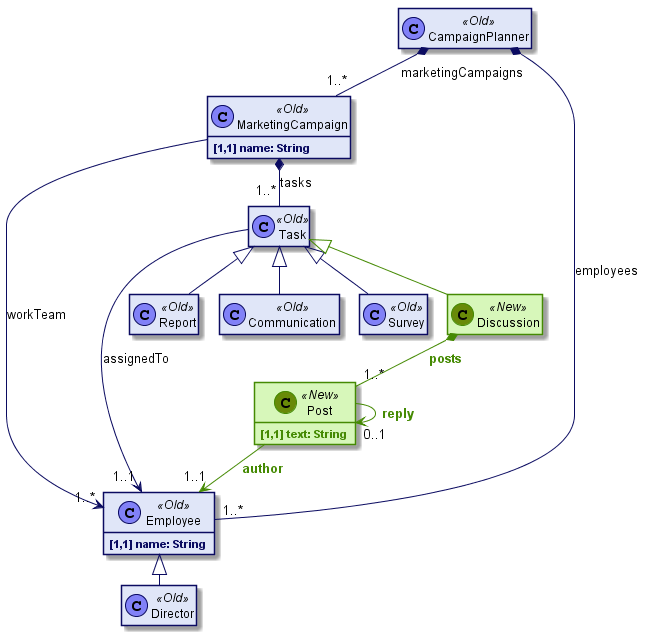 C
«Old»
CampaignPlanner
marketingCampaigns
1..*
C
«Old»
MarketingCampaign
[1,1] name: String
tasks
1..*
C
«Old»
Task
employees
C
«Old»
Report
C
«Old»
Communication
C
«Old»
Survey
C
«New»
Discussion
workTeam
assignedTo
posts
1..*
C
«New»
Post
[1,1] text: String
reply
0..1
author
1..1
1..1
1..*
C
«Old»
Employee
[1,1] name: String
1..*
C
«Old»
Director